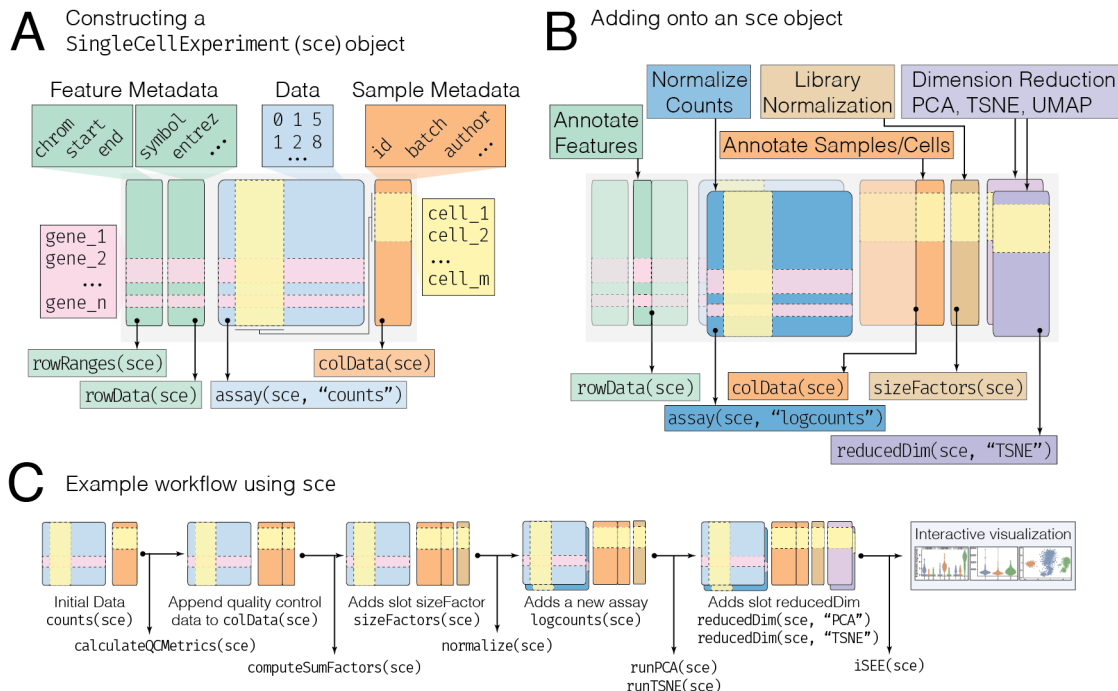 A
Constructing a
SingleCellExperiment (sce) object
Feature Metadata
Data
Sample Metadata
chrom
start
end
symbol
entrez
...
0 1 5
1 2 8
...
id
batch
author
...
gene_1
gene_2
...
gene_n
cell_1
cell_2
...
cell_m
rowRanges(sce)
colData(sce)
rowData(sce)
assay(sce, “counts”)
B
Adding onto an sce object
Normalize
Counts
Library
Normalization
Dimension Reduction
PCA, TSNE, UMAP
Annotate
Features
Annotate Samples/Cells
rowData(sce)
colData(sce)
sizeFactors(sce)
assay(sce, “logcounts”)
reducedDim(sce, “TSNE”)
C
Example workflow using sce
Initial Data
counts(sce)
calculateQCMetrics(sce)
Append quality control
data to colData(sce)
computeSumFactors(sce)
Adds slot sizeFactor
sizeFactors(sce)
normalize(sce)
Adds a new assay
logcounts(sce)
runPCA(sce)
runTSNE(sce)
Adds slot reducedDim
reducedDim(sce, “PCA”)
reducedDim(sce, “TSNE”)
iSEE(sce)
Interactive visualization